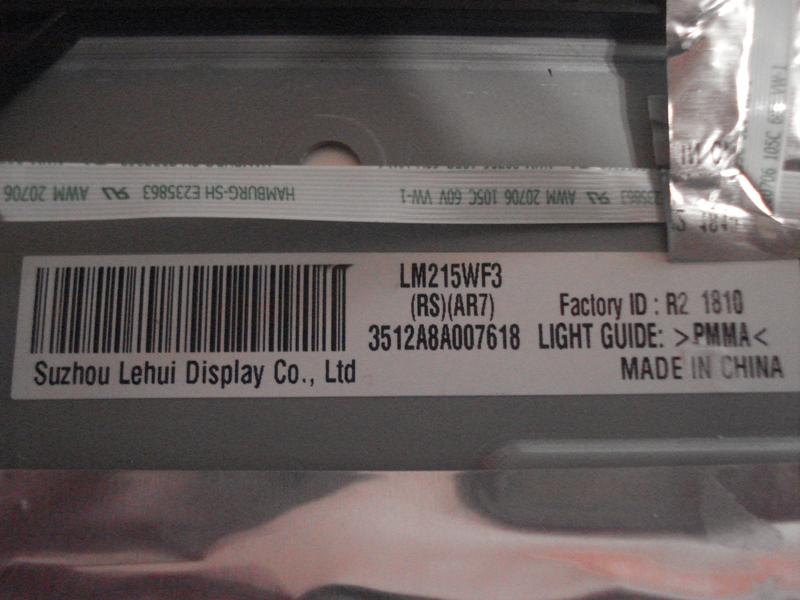 AWM 20706 105C 60V VW-1
HAMBURG-SH E235863
AWM 20706
LM215WF3
(RS)(AR7)
3512A8A007618
Suzhou Lehui Display Co., Ltd
Factory ID : R2 1810
LIGHT GUIDE: >PMMA<
MADE IN CHINA